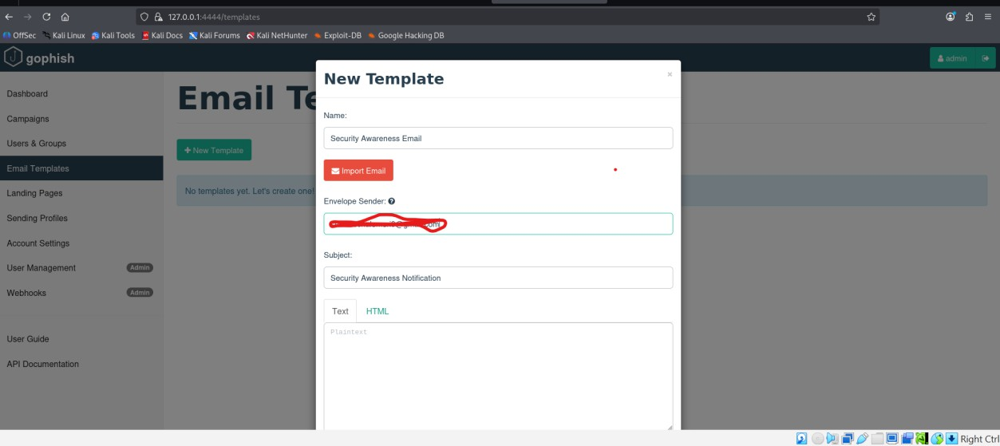 127.0.0.1:4444/templates
OffSec Kali Linux Kali Tools Kali Docs Kali Forums Kali NetHunter Exploit-DB Google Hacking DB
gophish
admin
New Template
×
Dashboard
Email Te
Name:
Campaigns
Security Awareness Email
Users & Groups
+ New Template
Email Templates
Import Email
No templates yet. Let's create one!
Landing Pages
Envelope Sender:
Sending Profiles
Account Settings
Subject:
User Management Admin
Security Awareness Notification
Webhooks Admin
Text HTML
Plaintext
User Guide
API Documentation
Right Ctrl